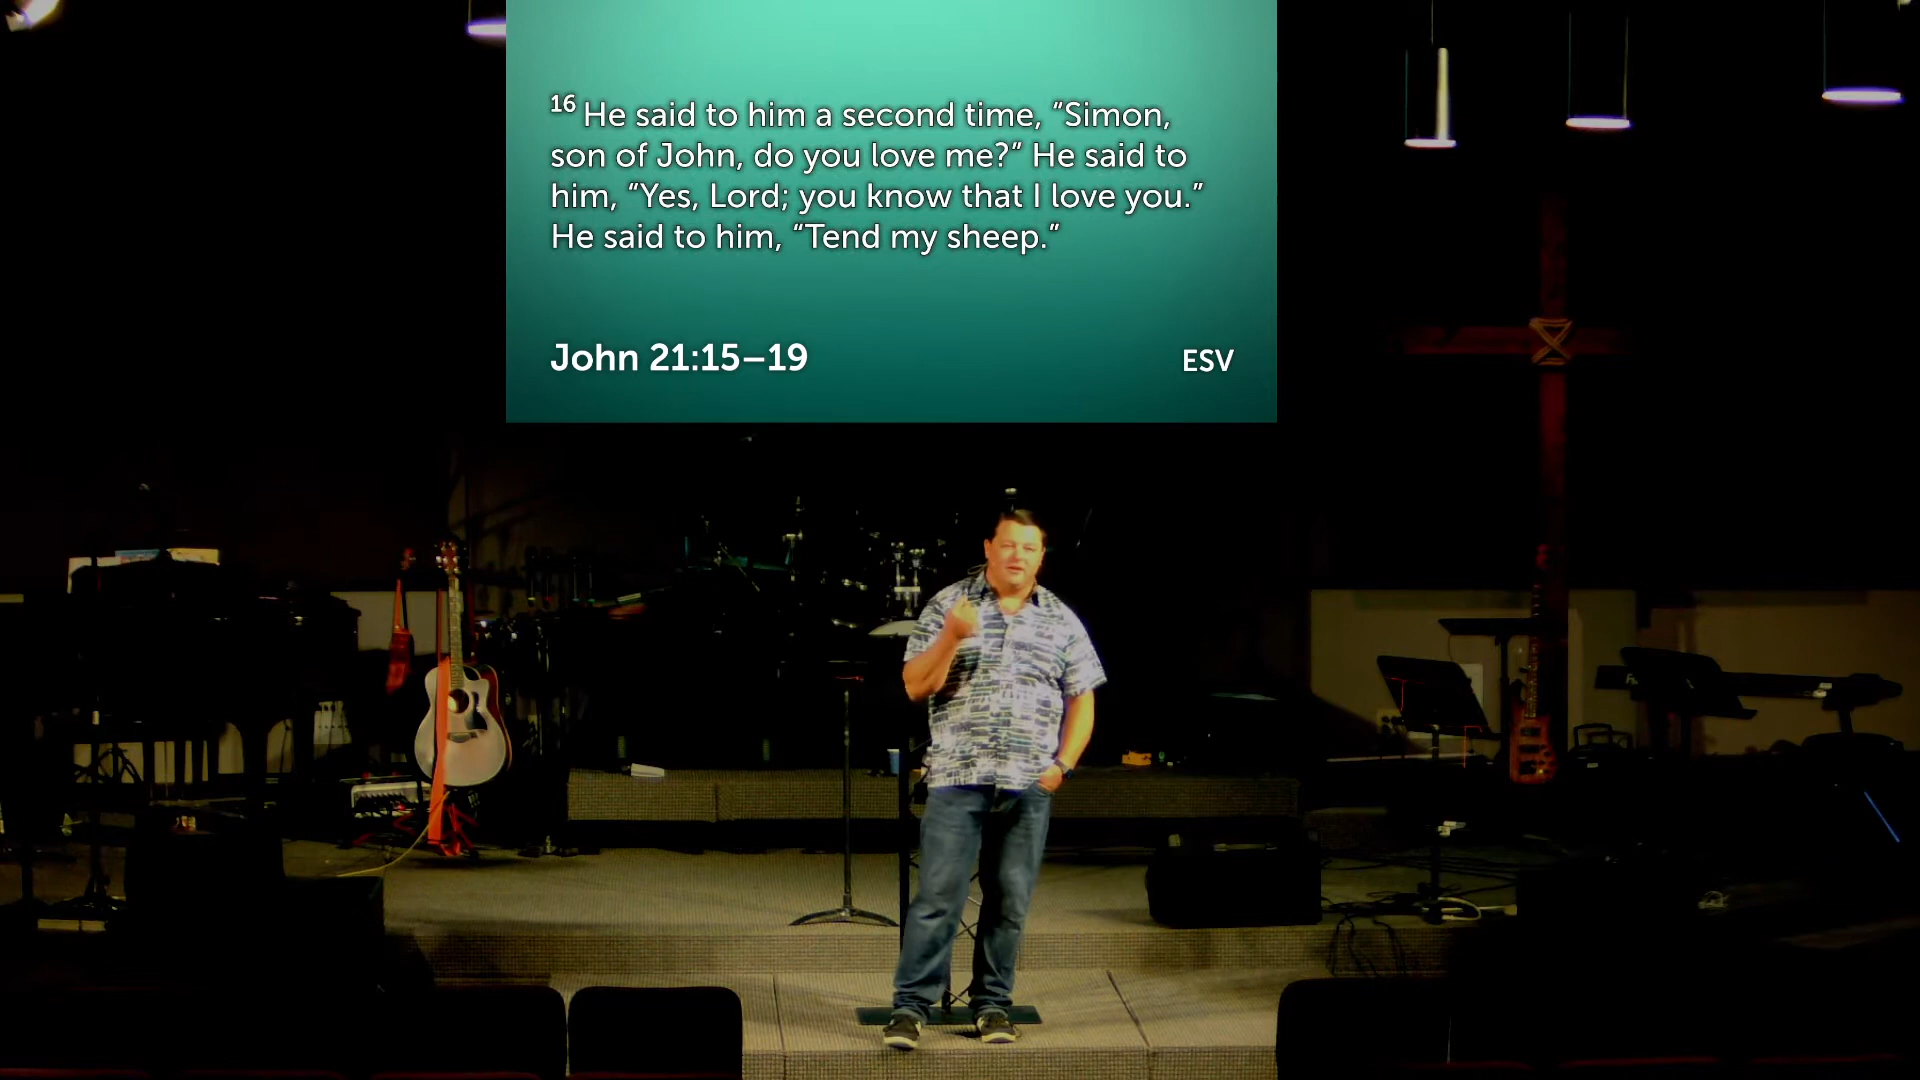 16 He said to him a second time, “Simon,
son of John, do you love me?” He said to
him, “Yes, Lord; you know that I love you.”
He said to him, “Tend my sheep.”
John 21:15–19
ESV